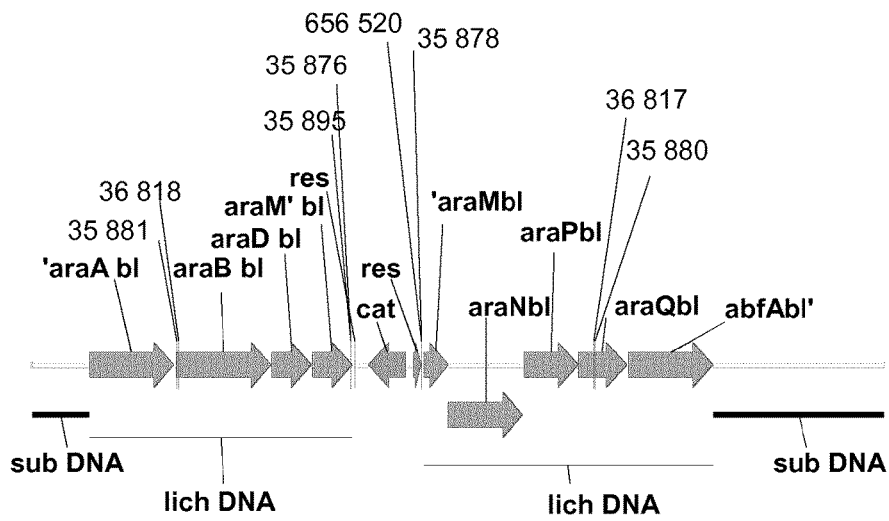 656 520
35 878
35 876
35 895
36 817
35 880
36 818
35 881
res
araM' bl
'araMbl
araD bl
araPbl
'araA bl
araB bl
res
cat
araNbl
araQbl
abfAbl'
sub DNA
lich DNA
lich DNA
sub DNA